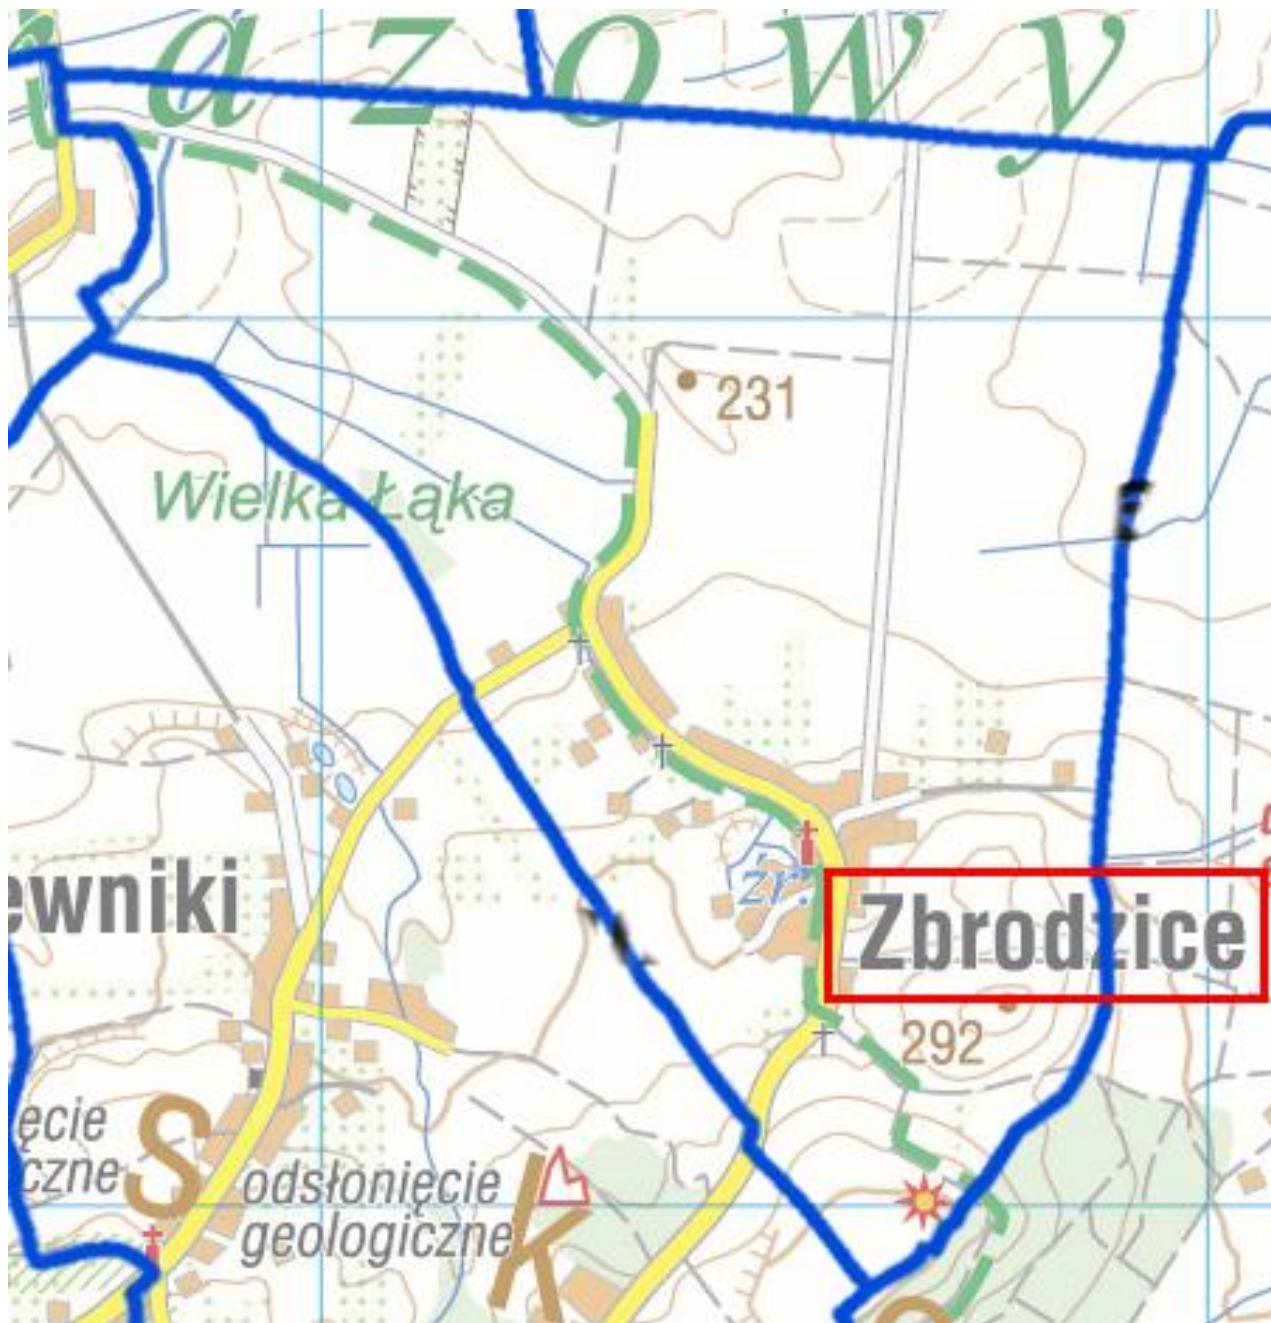 azowy
231
Wielka Łąka
źr.
ewniki
Zbrodzice
292
ęcie
czne
S
odsłonięcie
geologiczne
K